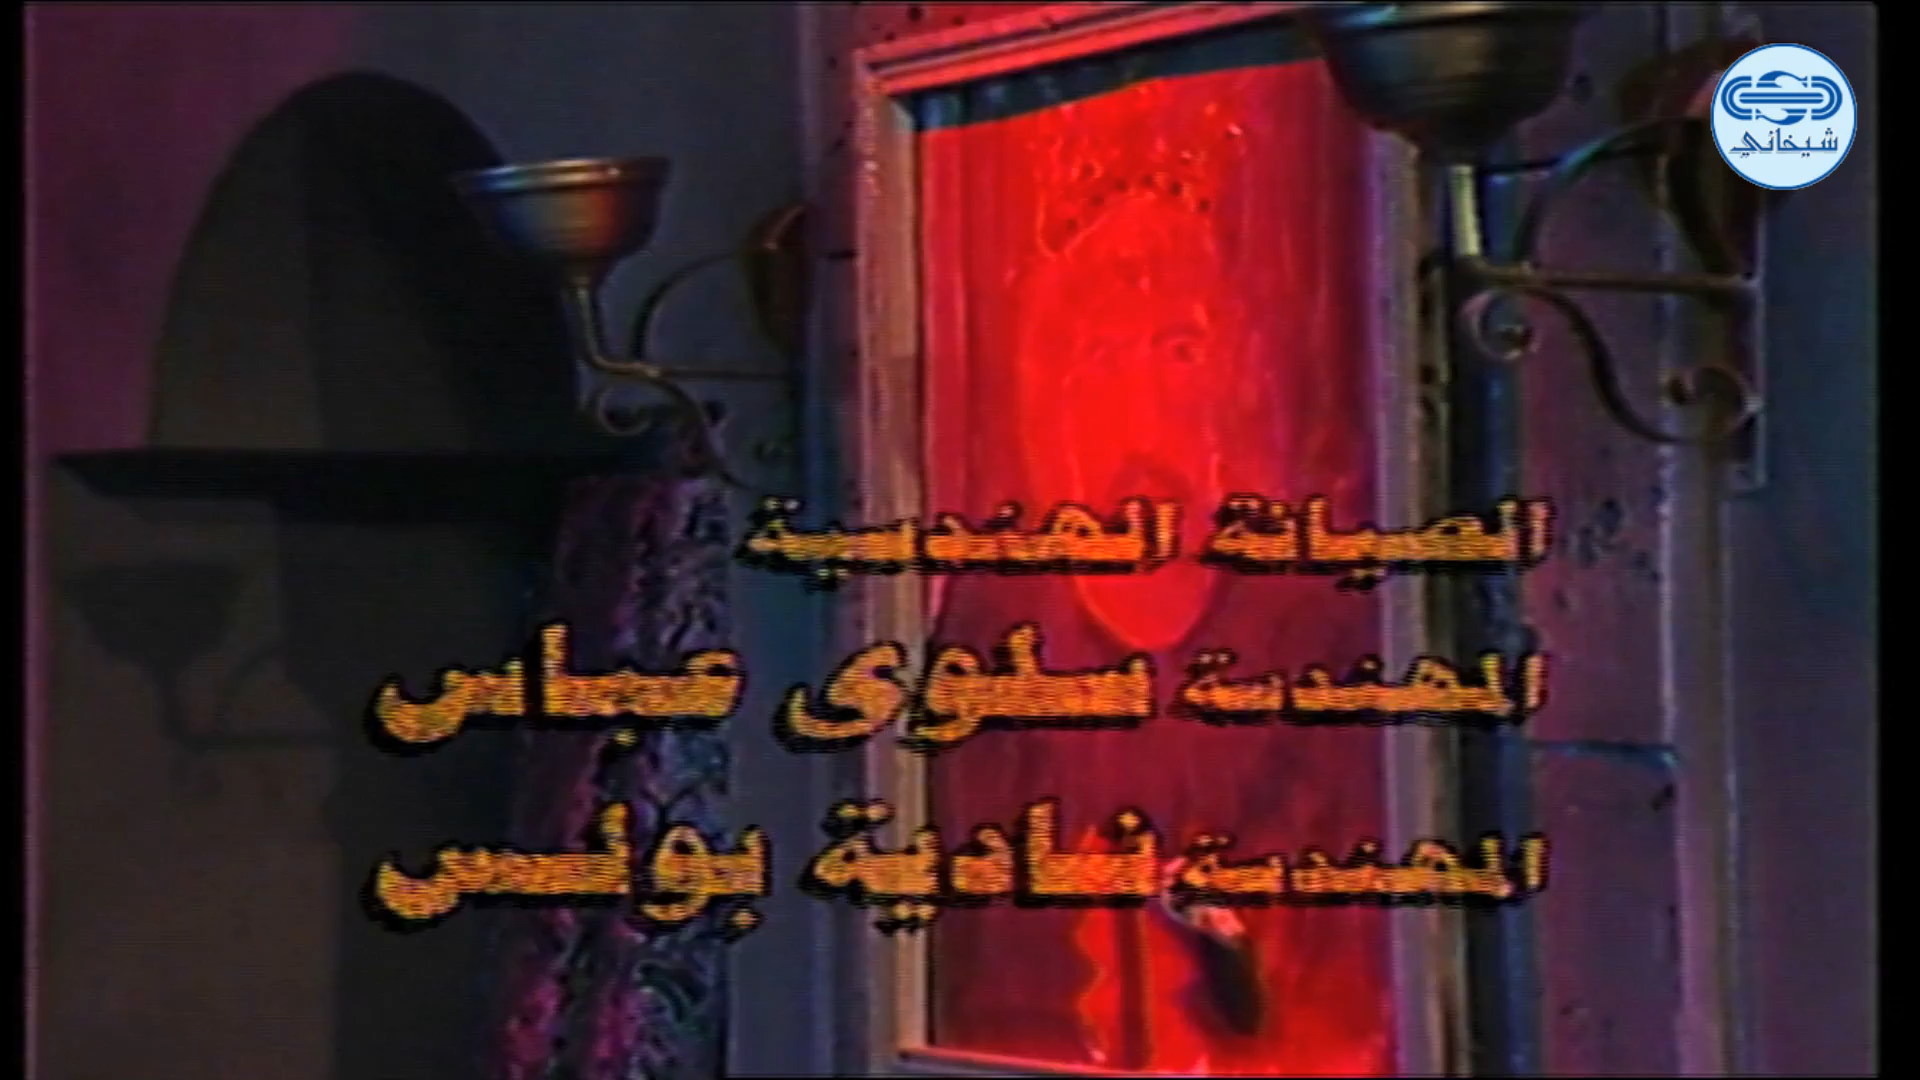 شيخاني
الصيانة الهندسية
المهندسة سلوى عباس
المهندسة نادية بولس